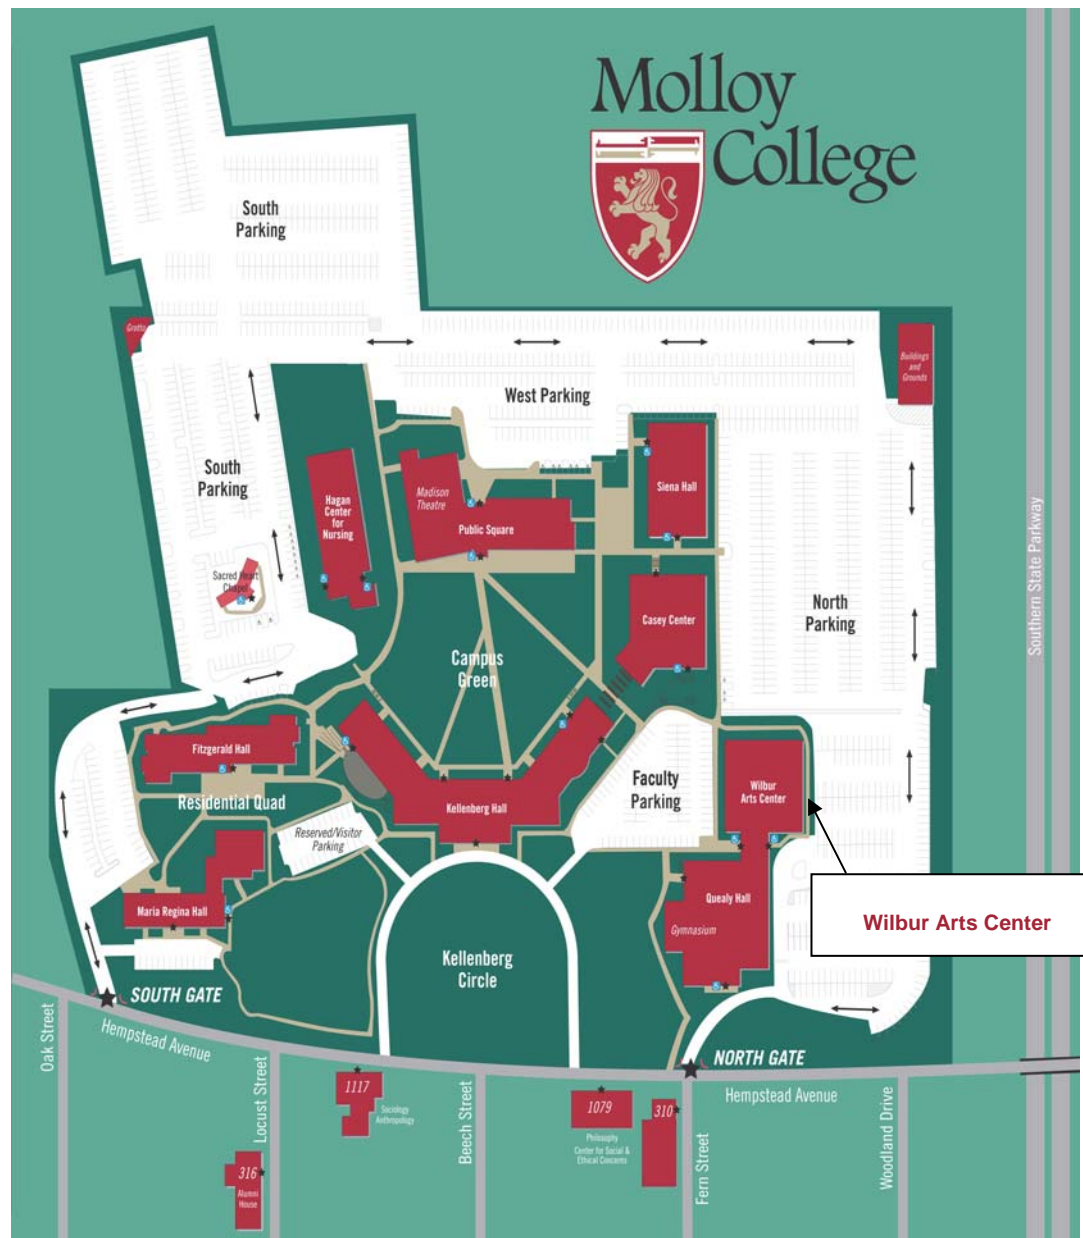 Molloy
College
South
Parking
Grotto
Buildings
and
Grounds
West Parking
South
Parking
Hagan
Center
for
Nursing
Madison
Theatre
Public Square
Siena Hall
Southern State Parkway
Sacred Heart
Chapel
Casey Center
North
Parking
Campus
Green
Fitzgerald Hall
Residential Quad
Reserved/Visitor
Parking
Kellenberg Hall
Faculty
Parking
Wilbur
Arts Center
Maria Regina Hall
Quealy Hall
Gymnasium
Wilbur Arts Center
Kellenberg
Circle
SOUTH GATE
Hempstead Avenue
Oak Street
Locust Street
NORTH GATE
Hempstead Avenue
1117
Sociology
Anthropology
Beech Street
1079
Philosophy
Center for Social &
Ethical Concerns
310
Fern Street
Woodland Drive
316
Alumni
House